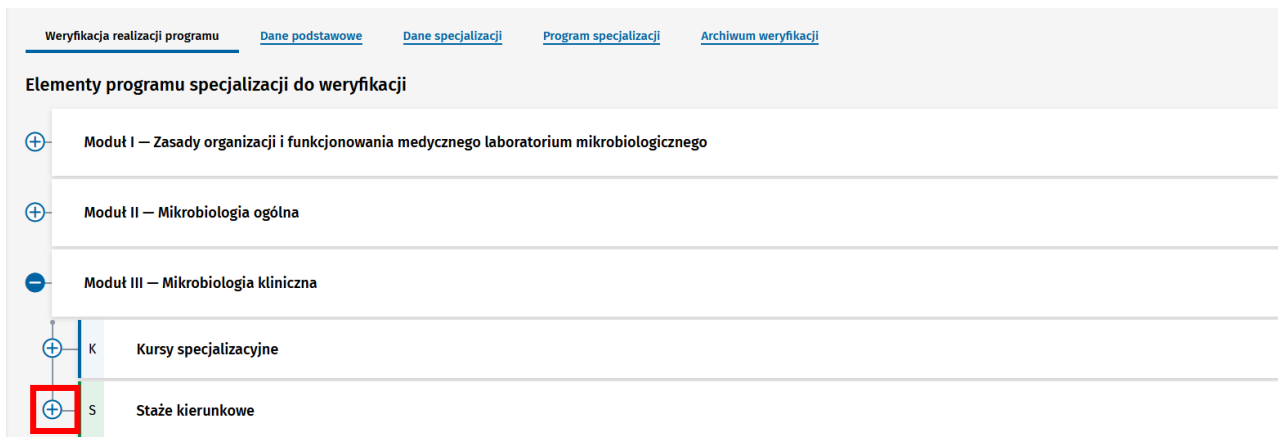 Weryfikacja realizacji programu Dane podstawowe Dane specjalizacji Program specjalizacji Archiwum weryfikacji
Elementy programu specjalizacji do weryfikacji
Moduł I — Zasady organizacji i funkcjonowania medycznego laboratorium mikrobiologicznego
Moduł II — Mikrobiologia ogólna
Moduł III — Mikrobiologia kliniczna
K Kursy specjalizacyjne
S Staże kierunkowe